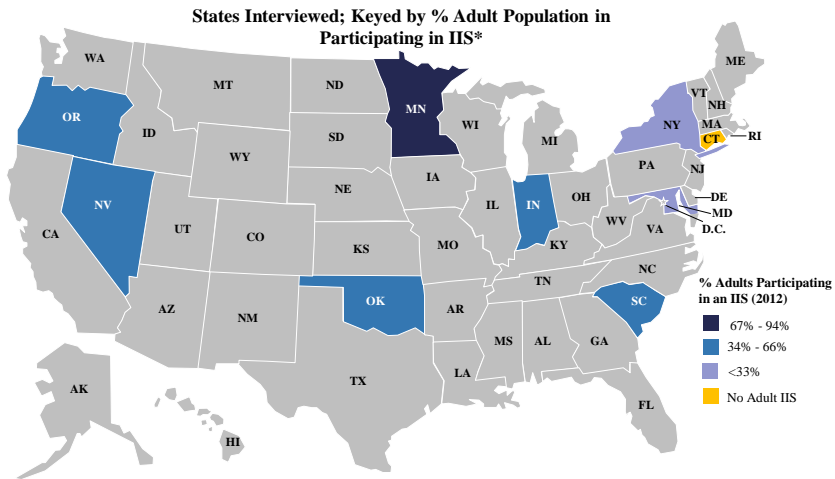 States Interviewed; Keyed by % Adult Population in
Participating in IIS*
WA
MT
ND
MN
ME
VT
NH
OR
ID
SD
WI
MI
NY
MA
CT
RI
WY
IA
PA
NJ
NE
NV
UT
CO
IL
IN
OH
DE
MD
D.C.
WV
VA
CA
KS
MO
KY
NC
TN
AZ
NM
OK
AR
SC
MS
AL
GA
TX
LA
FL
AK
HI
% Adults Participating
in an IIS (2012)
67% - 94%
34% - 66%
<33%
No Adult IIS